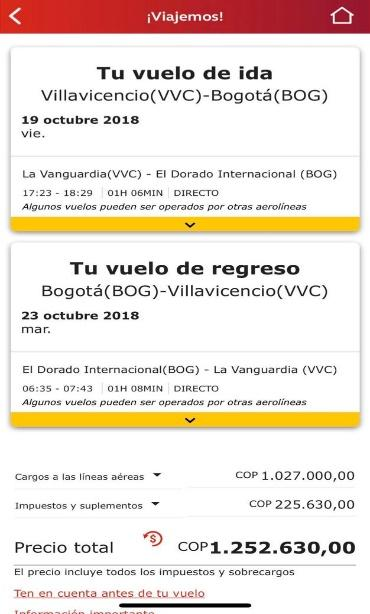 ¡Viajemos!
Tu vuelo de ida
Villavicencio(VVC)-Bogotá(BOG)
19 octubre 2018
vie.
La Vanguardia(VVC) - El Dorado Internacional (BOG)
17:23 - 18:29 01H 06MIN DIRECTO
Algunos vuelos pueden ser operados por otras aerolíneas
Tu vuelo de regreso
Bogotá(BOG)-Villavicencio(VVC)
23 octubre 2018
mar.
El Dorado Internacional(BOG) - La Vanguardia (VVC)
06:35 - 07:43 01H 08MIN DIRECTO
Algunos vuelos pueden ser operados por otras aerolíneas
Cargos a las líneas aéreas COP 1.027.000,00
Impuestos y suplementos COP 225.630,00
Precio total $ COP1.252.630,00
El precio incluye todos los impuestos y sobrecargos
Ten en cuenta antes de tu vuelo
Información importante